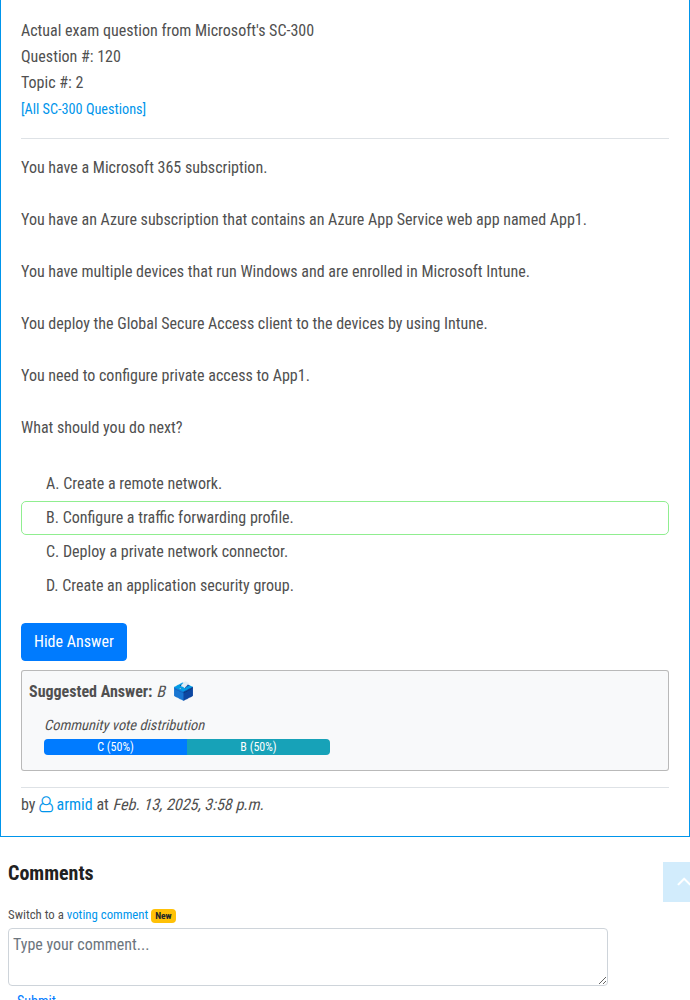 Actual exam question from Microsoft's SC-300
Question #: 120
Topic #: 2
[All SC-300 Questions]
You have a Microsoft 365 subscription.
You have an Azure subscription that contains an Azure App Service web app named App1.
You have multiple devices that run Windows and are enrolled in Microsoft Intune.
You deploy the Global Secure Access client to the devices by using Intune.
You need to configure private access to App1.
What should you do next?
A. Create a remote network.
B. Configure a traffic forwarding profile.
C. Deploy a private network connector.
D. Create an application security group.
Hide Answer
Suggested Answer: B
Community vote distribution
C (50%) B (50%)
by armid at Feb. 13, 2025, 3:58 p.m.
Comments
Switch to a voting comment New
Type your comment...
Submit